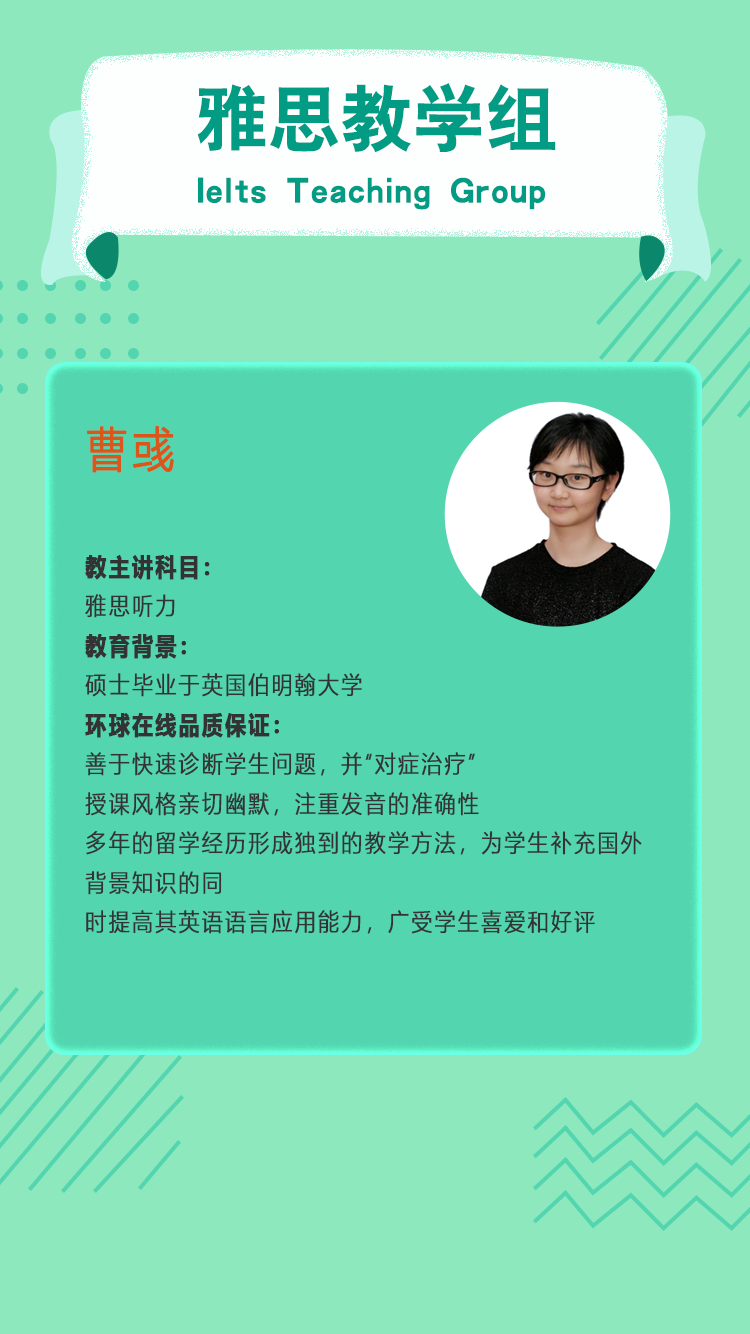 雅思教学组
Ielts Teaching Group
曹彧
教主讲科目：
雅思听力
教育背景：
硕士毕业于英国伯明翰大学
环球在线品质保证：
善于快速诊断学生问题，并“对症治疗”
授课风格亲切幽默，注重发音的准确性
多年的留学经历形成独到的教学方法，为学生补充国外
背景知识的同
时提高其英语语言应用能力，广受学生喜爱和好评